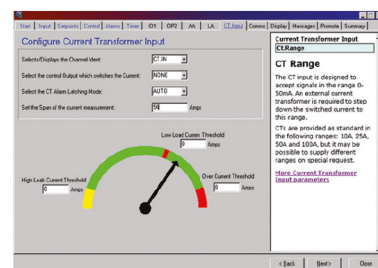 Start Input Setpoints Control Alarms Timer IO1 OP2 AA LA CT Input Comms Display Messages Promote Summary
Configure Current Transformer Input
Selects/Displays the Channel Ident: CT.IN
Select the control Output which switches the Current: NONE
Select the CT Alarm Latching Mode: AUTO
Set the Span of the current measurement: 50 Amps
Low Load Current Threshold
0 Amps
High Leak Current Threshold
0 Amps
Over Current Threshold
0 Amps
Current Transformer Input
Ct.Range
CT Range
The CT input is designed to
accept signals in the range 0-
50mA. An external current
transformer is required to step
down the switched current to
this range.
CTs are provided as standard in
the following ranges: 10A, 25A,
50A and 100A, but it may be
possible to supply different
ranges on special request.
More Current Transformer
Input parameters
< Back Next > Close